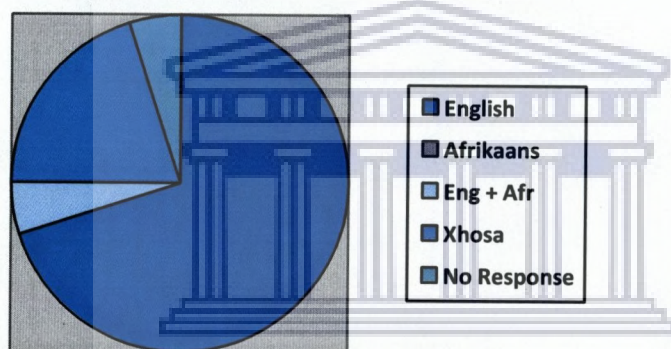 English
Afrikaans
Eng + Afr
Xhosa
No Response